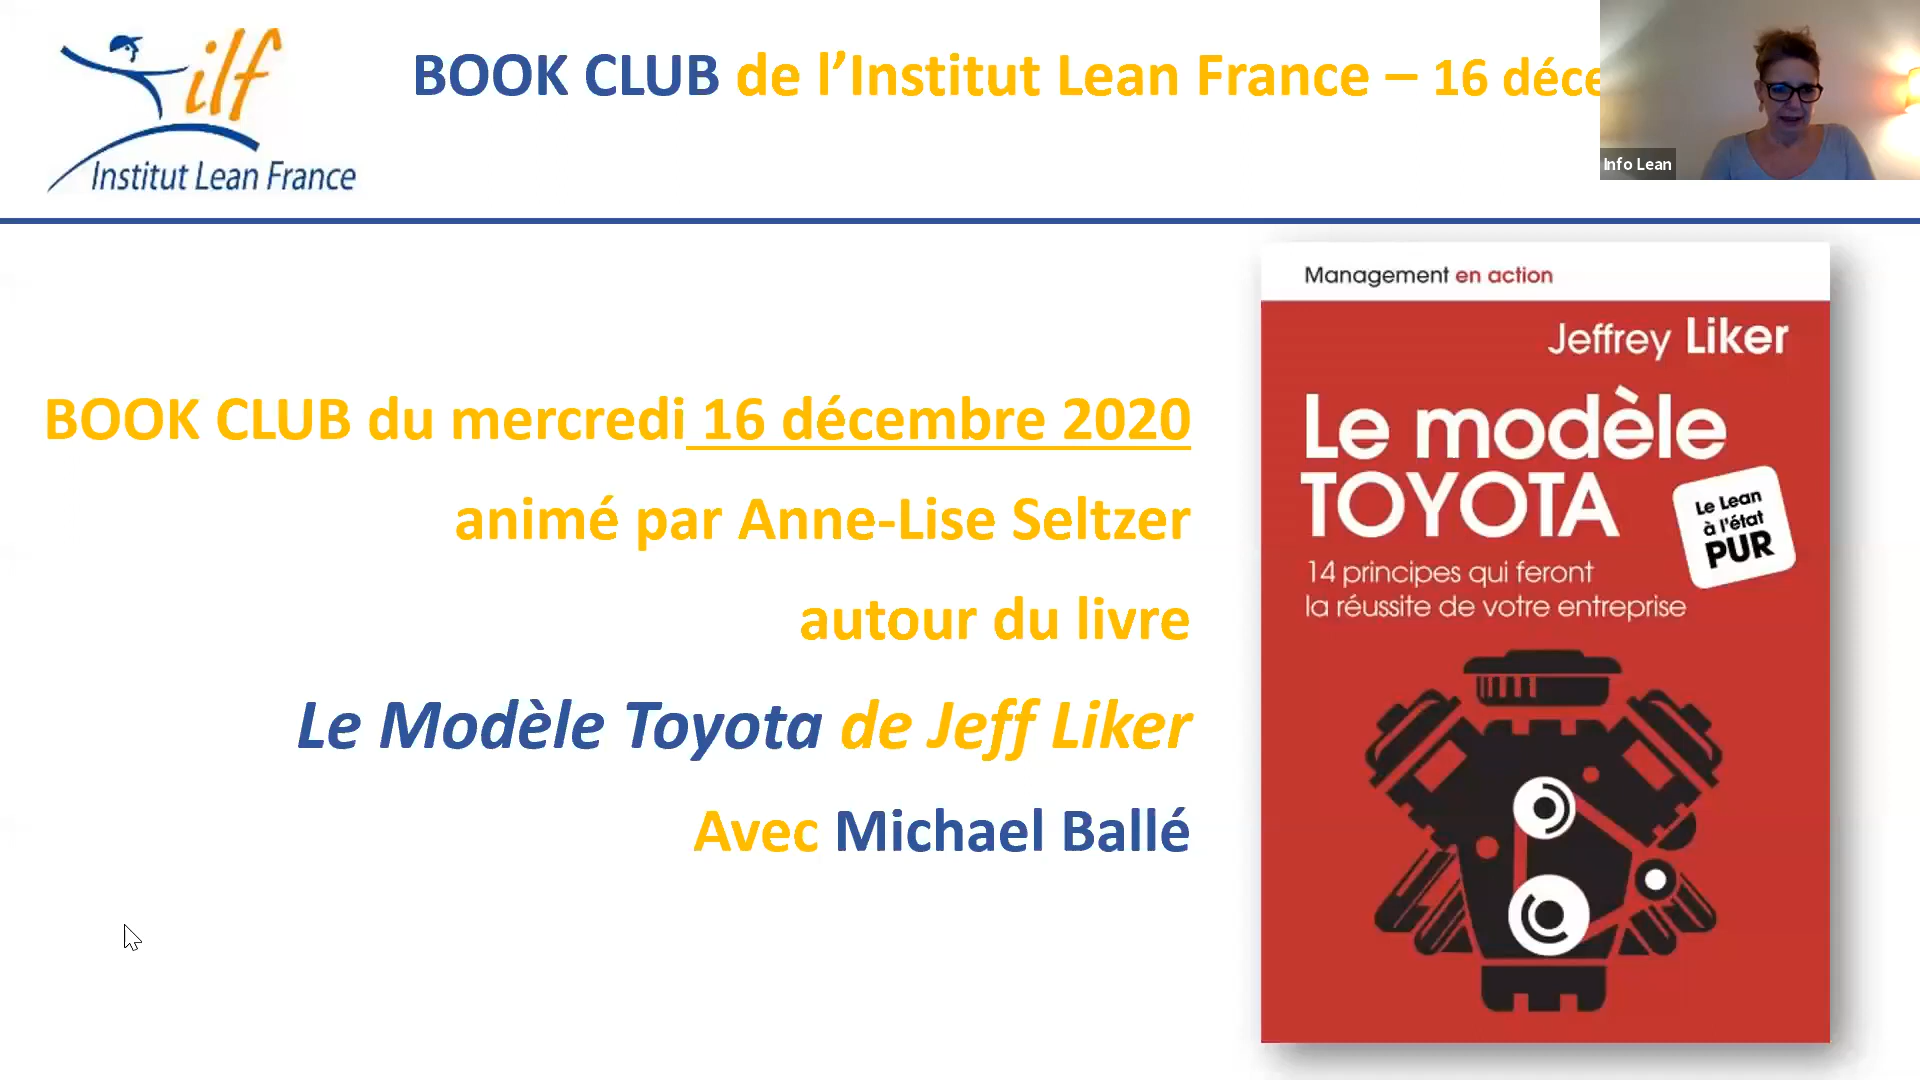 ilf
Institut Lean France
BOOK CLUB de l’Institut Lean France – 16 déce
Info Lean
BOOK CLUB du mercredi 16 décembre 2020
animé par Anne-Lise Seltzer
autour du livre
Le Modèle Toyota de Jeff Liker
Avec Michael Ballé
Management en action
Jeffrey Liker
Le modèle
TOYOTA
Le Lean
à l'état
PUR
14 principes qui feront
la réussite de votre entreprise